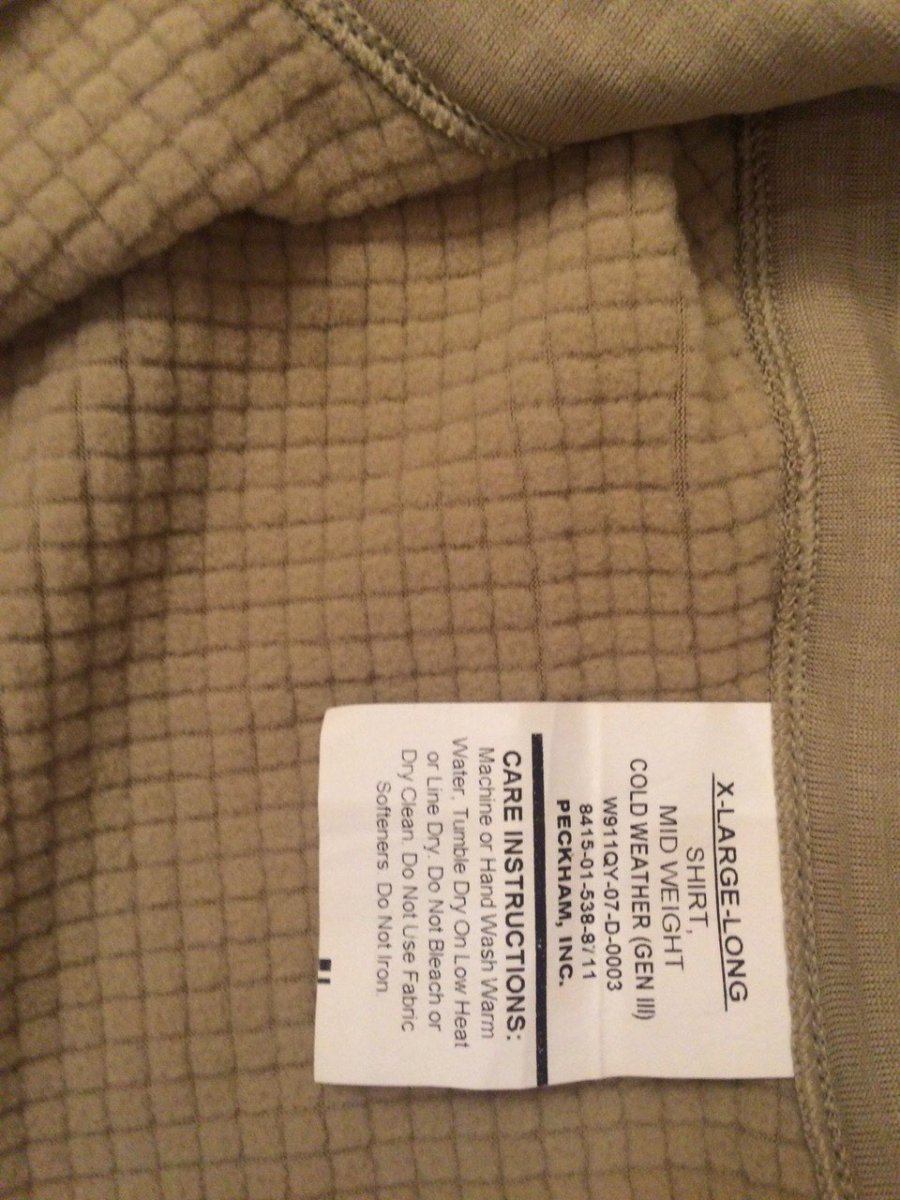 X-LARGE-LONG
SHIRT,
MID WEIGHT
COLD WEATHER (GEN III)
W911QY-07-D-0003
8415-01-538-8711
PECKHAM, INC.
CARE INSTRUCTIONS:
Machine or Hand Wash Warm
Water, Tumble Dry On Low Heat
or Line Dry. Do Not Bleach or
Dry Clean. Do Not Use Fabric
Softeners. Do Not Iron.